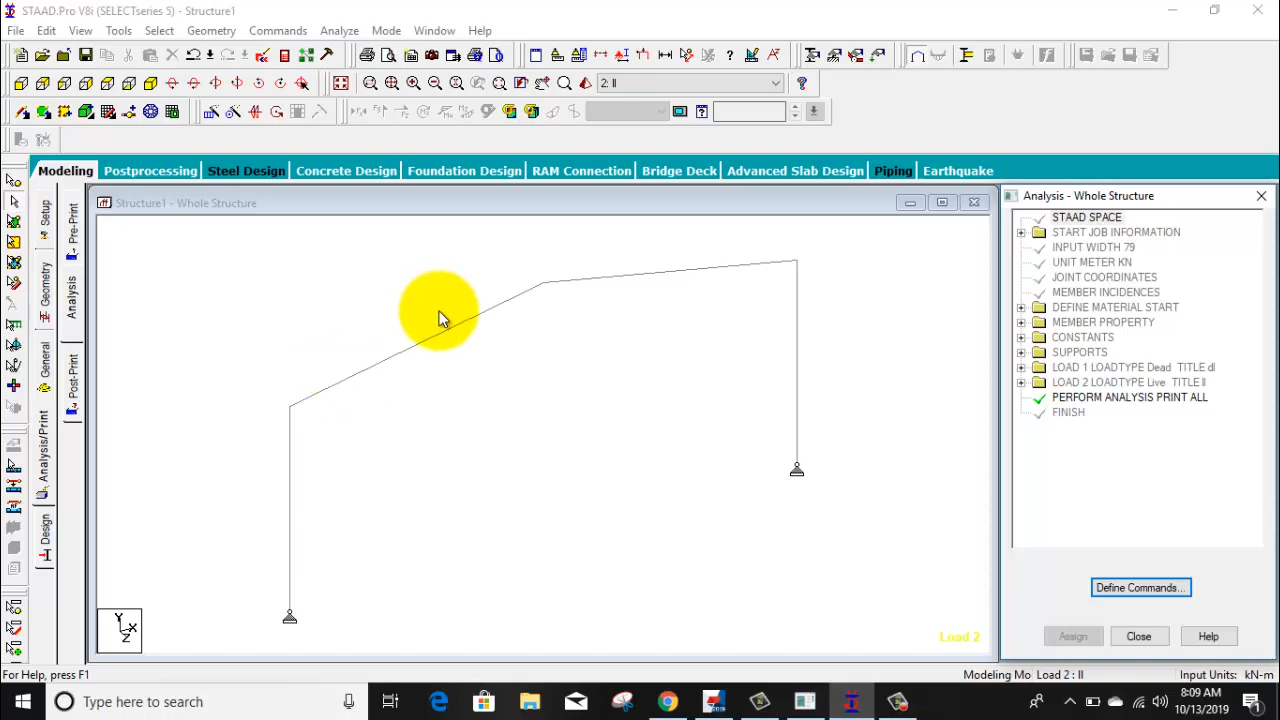 STAAD.Pro V8i (SELECTseries 5) - Structure1
File Edit View Tools Select Geometry Commands Analyze Mode Window Help
2: ll
Modeling Postprocessing Steel Design Concrete Design Foundation Design RAM Connection Bridge Deck Advanced Slab Design Piping Earthquake
Setup
Geometry
General
Analysis/Print
Design
Pre-Print
Analysis
Post-Print
Structure1 - Whole Structure
Y
X
Z
Load 2
Analysis - Whole Structure
STAAD SPACE
START JOB INFORMATION
INPUT WIDTH 79
UNIT METER KN
JOINT COORDINATES
MEMBER INCIDENCES
DEFINE MATERIAL START
MEMBER PROPERTY
CONSTANTS
SUPPORTS
LOAD 1 LOADTYPE Dead TITLE dl
LOAD 2 LOADTYPE Live TITLE ll
PERFORM ANALYSIS PRINT ALL
FINISH
Define Commands...
Assign Close Help
For Help, press F1
Modeling Mo Load 2 : ll Input Units: kN-m
Type here to search
8:09 AM
10/13/2019